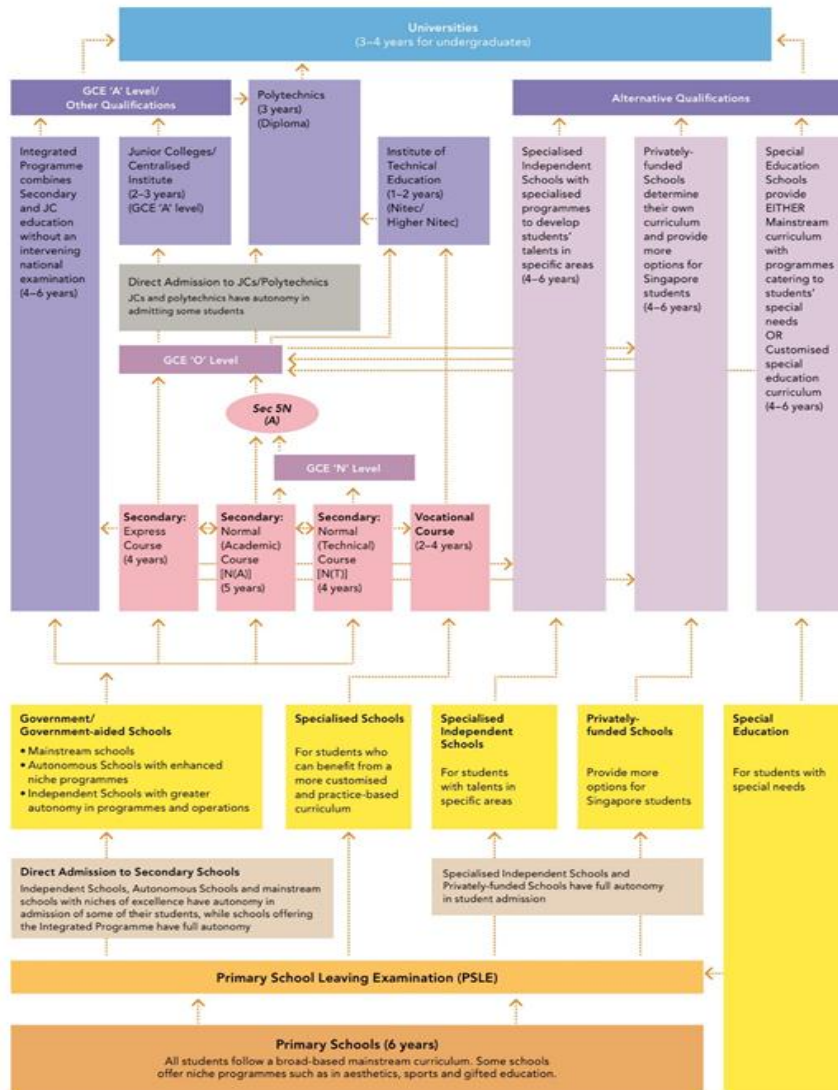 Universities
(3–4 years for undergraduates)
GCE 'A' Level/
Other Qualifications
Polytechnics
(3 years)
(Diploma)
Alternative Qualifications
Integrated
Programme
combines
Secondary
and JC
education
without an
intervening
national
examination
(4–6 years)
Junior Colleges/
Centralised
Institute
(2–3 years)
(GCE 'A' level)
Institute of
Technical
Education
(1–2 years)
(Nitec/
Higher Nitec)
Specialised
Independent
Schools with
specialised
programmes
to develop
students'
talents in
specific areas
(4–6 years)
Privately-
funded
Schools
determine
their own
curriculum
and provide
more
options for
Singapore
students
(4–6 years)
Special
Education
Schools
provide
EITHER
Mainstream
curriculum
with
programmes
catering to
students'
special
needs
OR
Customised
special
education
curriculum
(4–6 years)
Direct Admission to JCs/Polytechnics
JCs and polytechnics have autonomy in
admitting some students
GCE 'O' Level
Sec 5N
(A)
GCE 'N' Level
Secondary:
Express
Course
(4 years)
Secondary:
Normal
(Academic)
Course
[N(A)]
(5 years)
Secondary:
Normal
(Technical)
Course
[N(T)]
(4 years)
Vocational
Course
(2–4 years)
Government/
Government-aided Schools
• Mainstream schools
• Autonomous Schools with enhanced
niche programmes
• Independent Schools with greater
autonomy in programmes and operations
Specialised Schools
For students who
can benefit from a
more customised
and practice-based
curriculum
Specialised
Independent
Schools
For students
with talents in
specific areas
Privately-
funded Schools
Provide more
options for
Singapore students
Special
Education
For students with
special needs
Direct Admission to Secondary Schools
Independent Schools, Autonomous Schools and mainstream
schools with niches of excellence have autonomy in
admission of some of their students, while schools offering
the Integrated Programme have full autonomy
Specialised Independent Schools and
Privately-funded Schools have full autonomy
in student admission
Primary School Leaving Examination (PSLE)
Primary Schools (6 years)
All students follow a broad-based mainstream curriculum. Some schools
offer niche programmes such as in aesthetics, sports and gifted education.